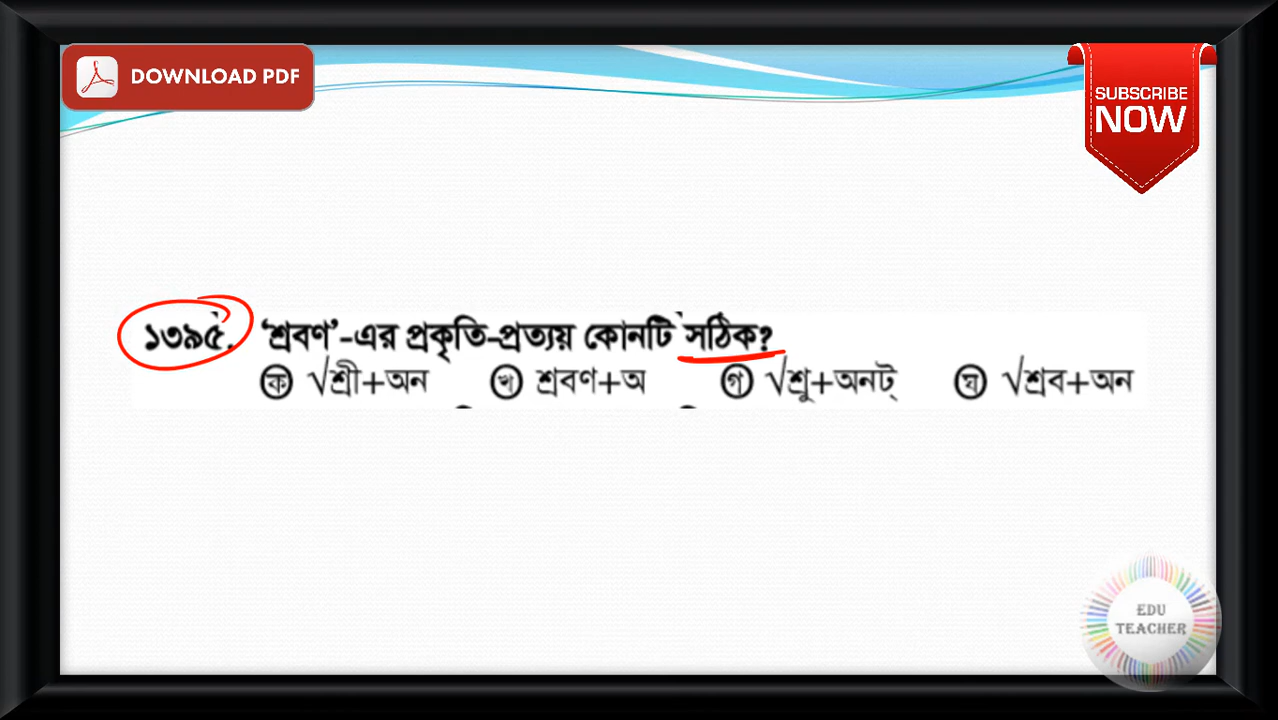 DOWNLOAD PDF
SUBSCRIBE
NOW
১৩৯৫. ‘শ্রবণ’-এর প্রকৃতি-প্রত্যয় কোনটি সঠিক?
ক √শ্রী+অন খ শ্রবণ+অ গ √শ্রু+অনট্ ঘ √শ্রব+অন
EDU
TEACHER